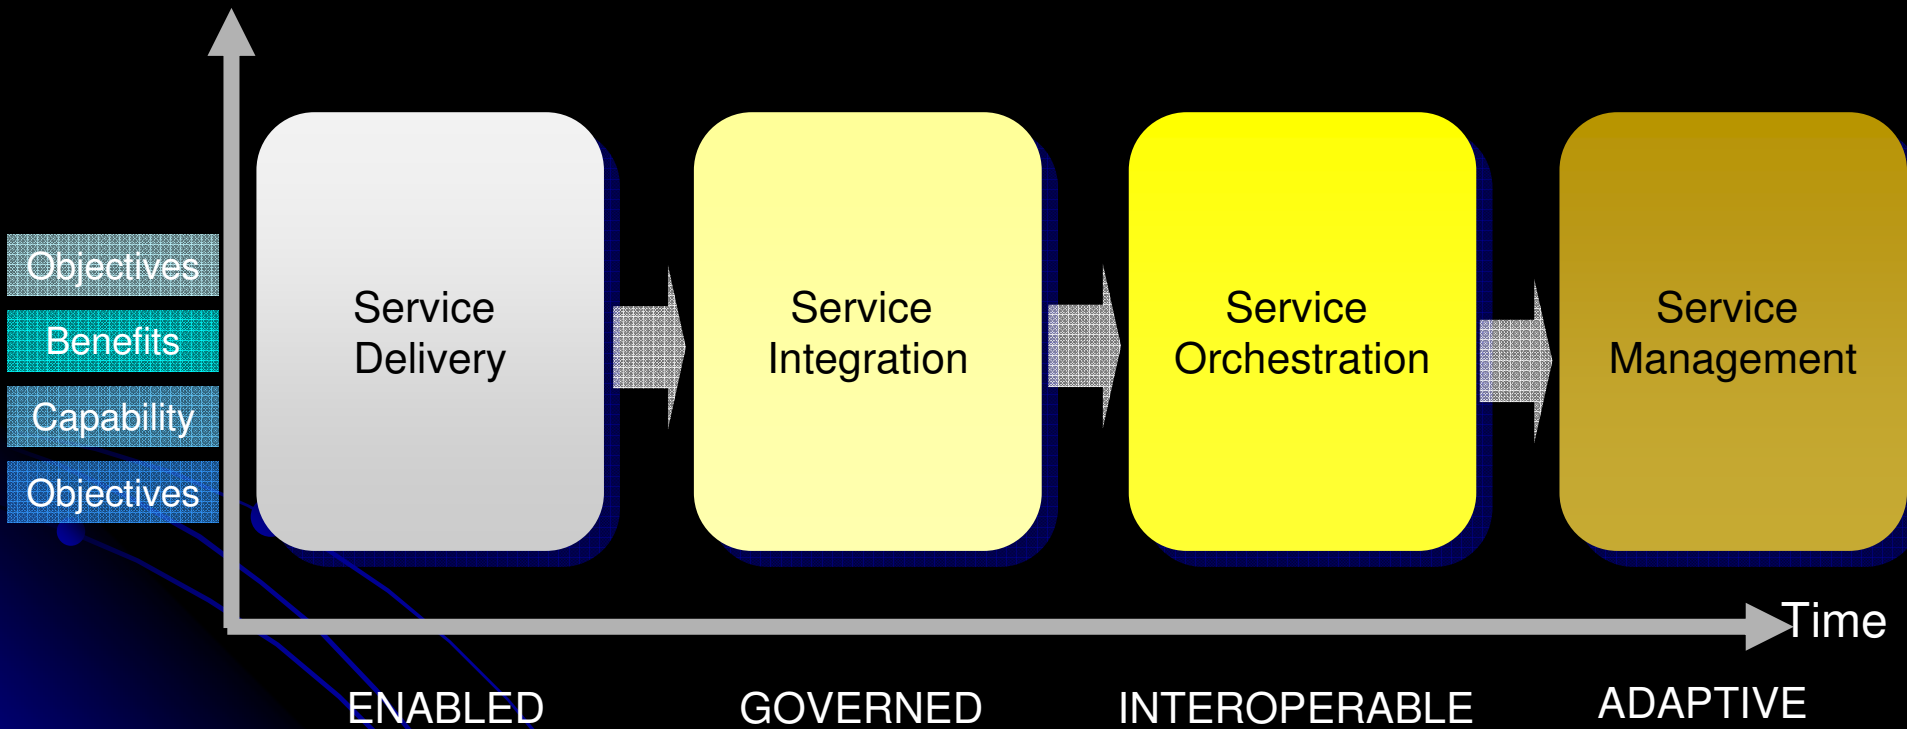 Objectives
Benefits
Capability
Objectives
Service
Delivery
Service
Integration
Service
Orchestration
Service
Management
Time
ENABLED
GOVERNED
INTEROPERABLE
ADAPTIVE